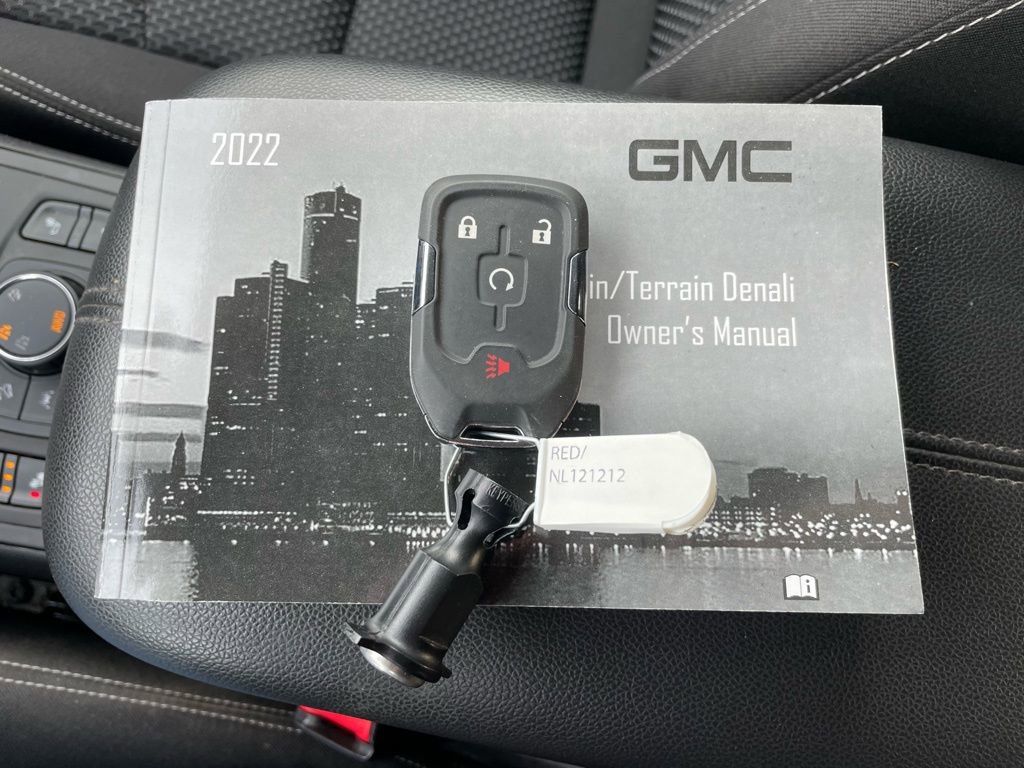 2022
GMC
in/Terrain Denali
Owner's Manual
RED/
NL121212